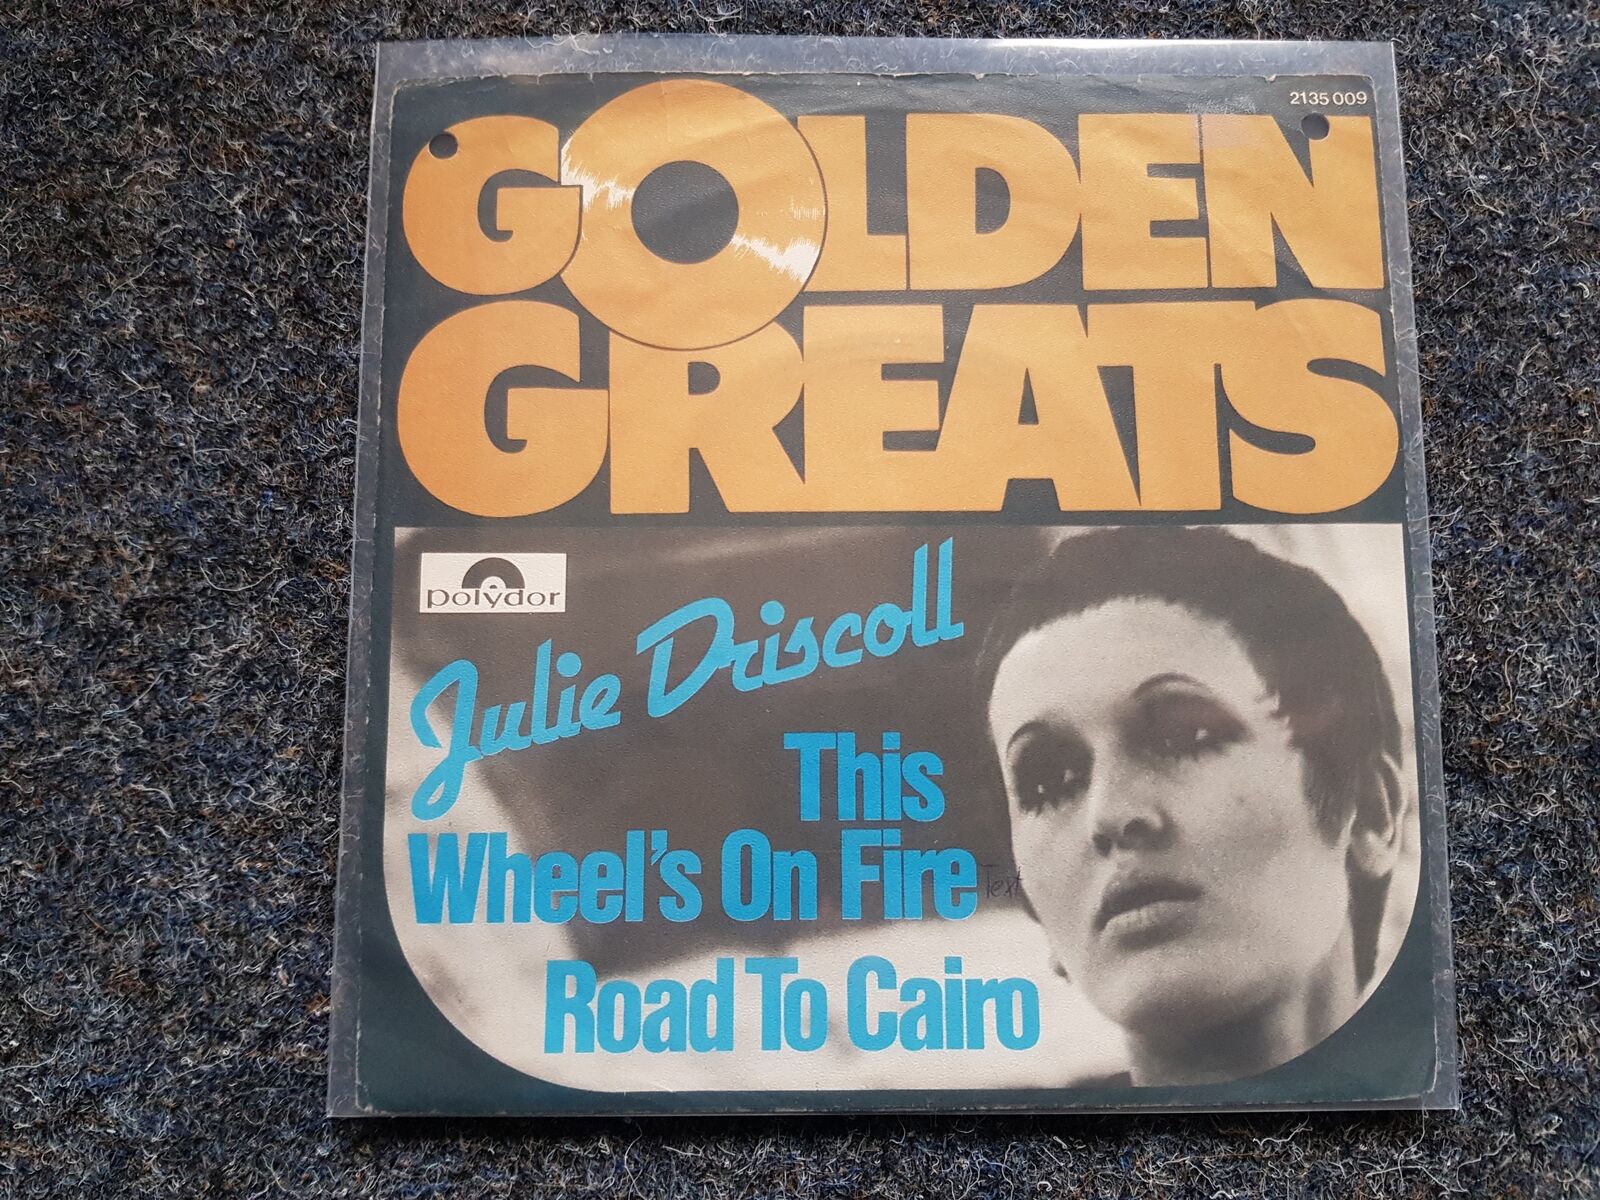 2135 009
GOLDEN
GREATS
polydor
Julie Driscoll
This
Wheel's On Fire
Text
Road To Cairo